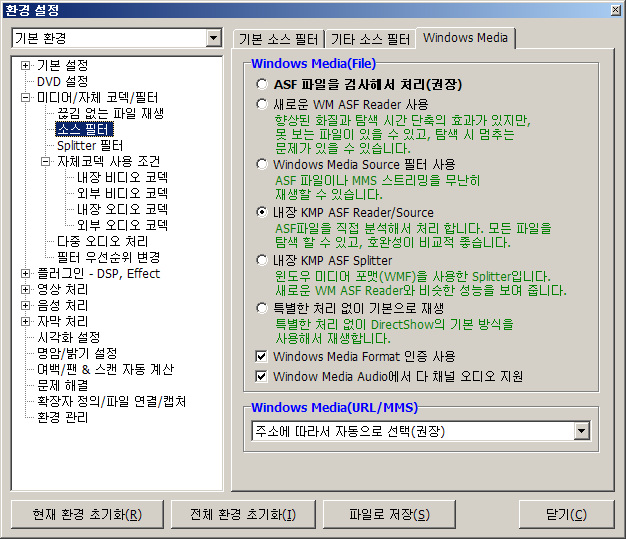 환경 설정
기본 환경
기본 설정
DVD 설정
미디어/자체 코덱/필터
끊김 없는 파일 재생
소스 필터
Splitter 필터
자체코덱 사용 조건
내장 비디오 코덱
외부 비디오 코덱
내장 오디오 코덱
외부 오디오 코덱
다중 오디오 처리
필터 우선순위 변경
플러그인 - DSP, Effect
영상 처리
음성 처리
자막 처리
시각화 설정
명암/밝기 설정
여백/팬 & 스캔 자동 계산
문제 해결
확장자 정의/파일 연결/캡쳐
환경 관리
기본 소스 필터 기타 소스 필터 Windows Media
Windows Media(File)
ASF 파일을 검사해서 처리(권장)
새로운 WM ASF Reader 사용
향상된 화질과 탐색 시간 단축의 효과가 있지만,
못 보는 파일이 있을 수 있고, 탐색 시 멈추는
문제가 있을 수 있습니다.
Windows Media Source 필터 사용
ASF 파일이나 MMS 스트리밍을 무난히
재생할 수 있습니다.
내장 KMP ASF Reader/Source
ASF파일을 직접 분석해서 처리 합니다. 모든 파일을
탐색 할 수 있고, 호완성이 비교적 좋습니다.
내장 KMP ASF Splitter
윈도우 미디어 포맷(WMF)을 사용한 Splitter입니다.
새로운 WM ASF Reader와 비슷한 성능을 보여 줍니다.
특별한 처리 없이 기본으로 재생
특별한 처리 없이 DirectShow의 기본 방식을
사용해서 재생합니다.
Windows Media Format 인증 사용
Window Media Audio에서 다 채널 오디오 지원
Windows Media(URL/MMS)
주소에 따라서 자동으로 선택(권장)
현재 환경 초기화(R) 전체 환경 초기화(I) 파일로 저장(S) 닫기(C)